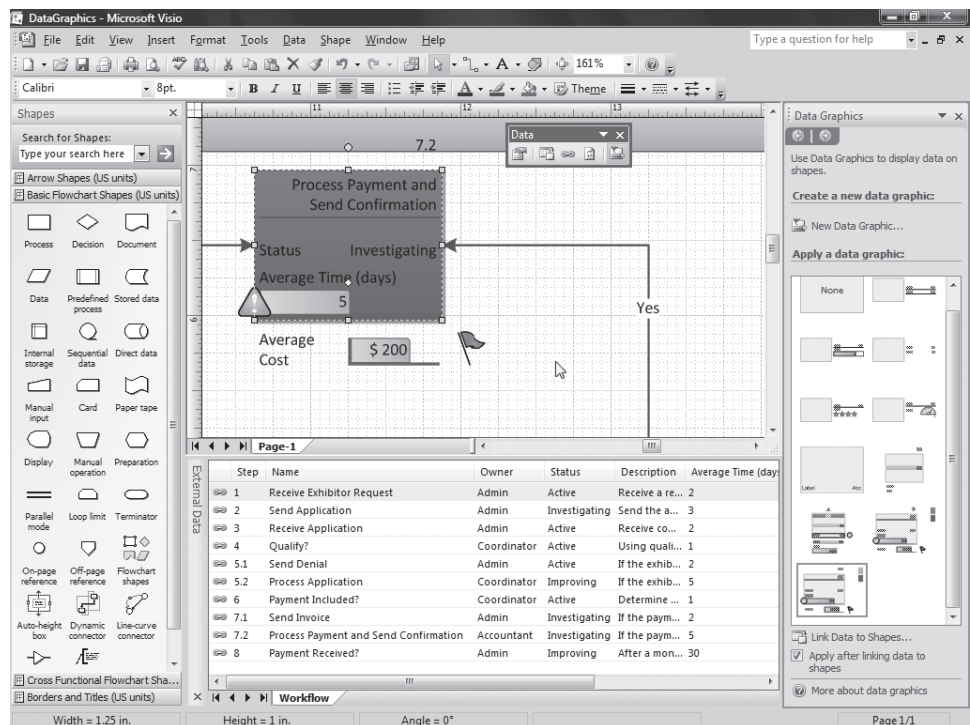 DataGraphics - Microsoft Visio
File Edit View Insert Format Tools Data Shape Window Help
Type a question for help
161%
Calibri
8pt.
B I U
Theme
Shapes
Search for Shapes:
Type your search here
Arrow Shapes (US units)
Basic Flowchart Shapes (US units)
Process Decision Document
Data Predefined process Stored data
Internal storage Sequential data Direct data
Manual input Card Paper tape
Display Manual operation Preparation
Parallel mode Loop limit Terminator
On-page reference Off-page reference Flowchart shapes
Auto-height box Dynamic connector Line-curve connector
Cross Functional Flowchart Sha...
Borders and Titles (US units)
11 12 13
7.2
Data
Process Payment and
Send Confirmation
Status Investigating
Average Time (days)
5
Average
Cost
$ 200
Yes
Page-1
External Data
Step Name Owner Status Description Average Time (day
1 Receive Exhibitor Request Admin Active Receive a re... 2
2 Send Application Admin Investigating Send the a... 3
3 Receive Application Admin Active Receive co... 2
4 Qualify? Coordinator Active Using quali... 1
5.1 Send Denial Admin Active If the exhib... 2
5.2 Process Application Coordinator Improving If the exhib... 5
6 Payment Included? Coordinator Active Determine ... 1
7.1 Send Invoice Admin Investigating If the paym... 2
7.2 Process Payment and Send Confirmation Accountant Investigating If the paym... 5
8 Payment Received? Admin Improving After a mon... 30
Workflow
Data Graphics
Use Data Graphics to display data on
shapes.
Create a new data graphic:
New Data Graphic...
Apply a data graphic:
None
Label Abc
Link Data to Shapes...
Apply after linking data to
shapes
More about data graphics
Width = 1.25 in. Height = 1 in. Angle = 0° Page 1/1